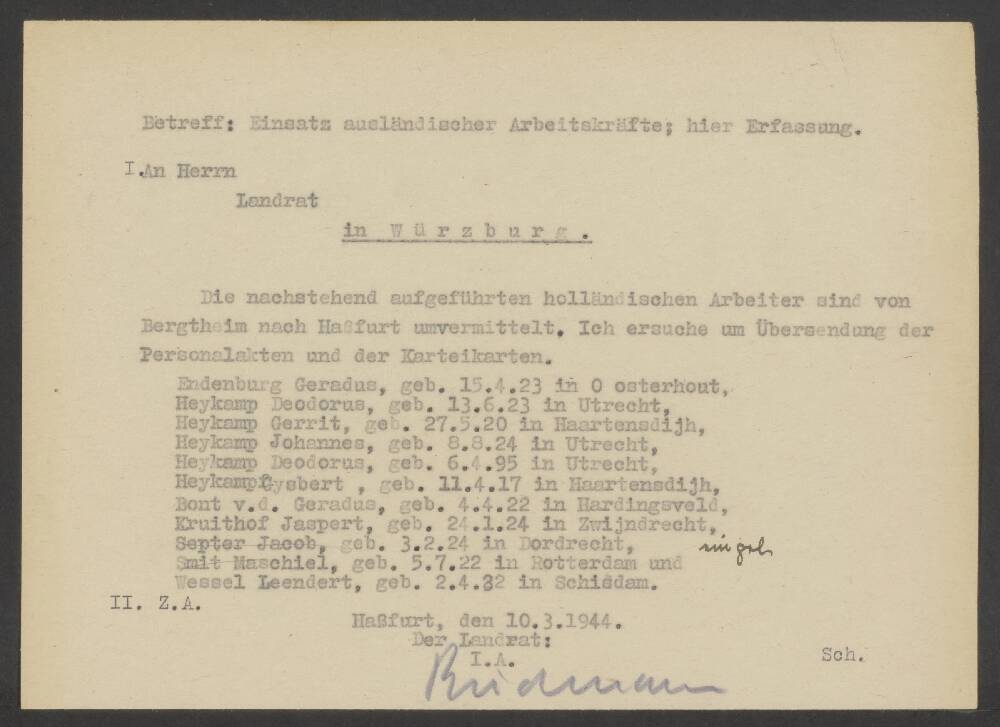 Betreff: Einsatz ausländischer Arbeitskräfte; hier Erfassung.
I.An Herrn
Landrat
in Würzburg.
Die nachstehend aufgeführten holländischen Arbeiter sind von
Bergtheim nach Haßfurt umvermittelt. Ich ersuche um Übersendung der
Personalakten und der Karteikarten.
Endenburg Geradus, geb. 15.4.23 in O osterhout,
Heykamp Deodorus, geb. 13.6.23 in Utrecht,
Heykamp Gerrit, geb. 27.5.20 in Haartensdijh,
Heykamp Johannes, geb. 8.8.24 in Utrecht,
Heykamp Deodorus, geb. 6.4.95 in Utrecht,
Heykamp Gysbert , geb. 11.4.17 in Haartensdijh,
Bont v.d. Geradus, geb. 4.4.22 in Hardingsveld,
Kruithof Jaspert, geb. 24.1.24 in Zwijndrecht,
Septer Jacob, geb. 3.2.24 in Dordrecht,
Smit Maschiel, geb. 5.7.22 in Rotterdam und
Wessel Leendert, geb. 2.4.32 in Schiedam.
II. Z.A.
Haßfurt, den 10.3.1944.
Der Landrat:
I.A.
Sch.